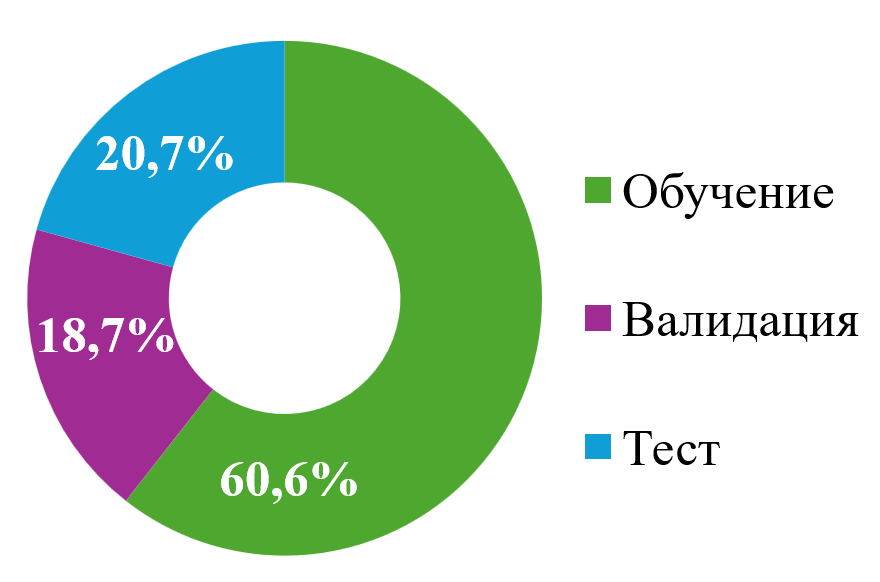 20,7%
18,7%
60,6%
Обучение
Валидация
Тест